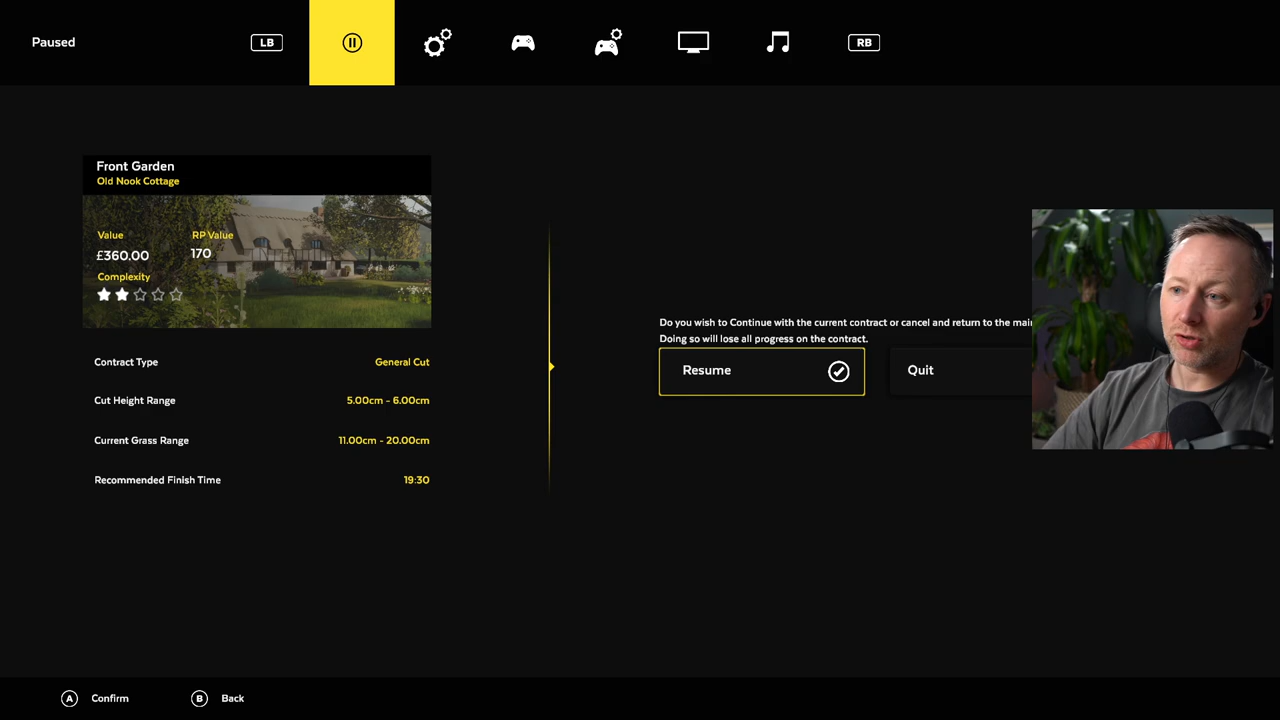 Paused
LB
RB
Front Garden
Old Nook Cottage
Value
RP Value
£360.00
170
Complexity
Contract Type
General Cut
Cut Height Range
5.00cm - 6.00cm
Current Grass Range
11.00cm - 20.00cm
Recommended Finish Time
19:30
Do you wish to Continue with the current contract or cancel and return to the main
Doing so will lose all progress on the contract.
Resume
Quit
A
Confirm
B
Back